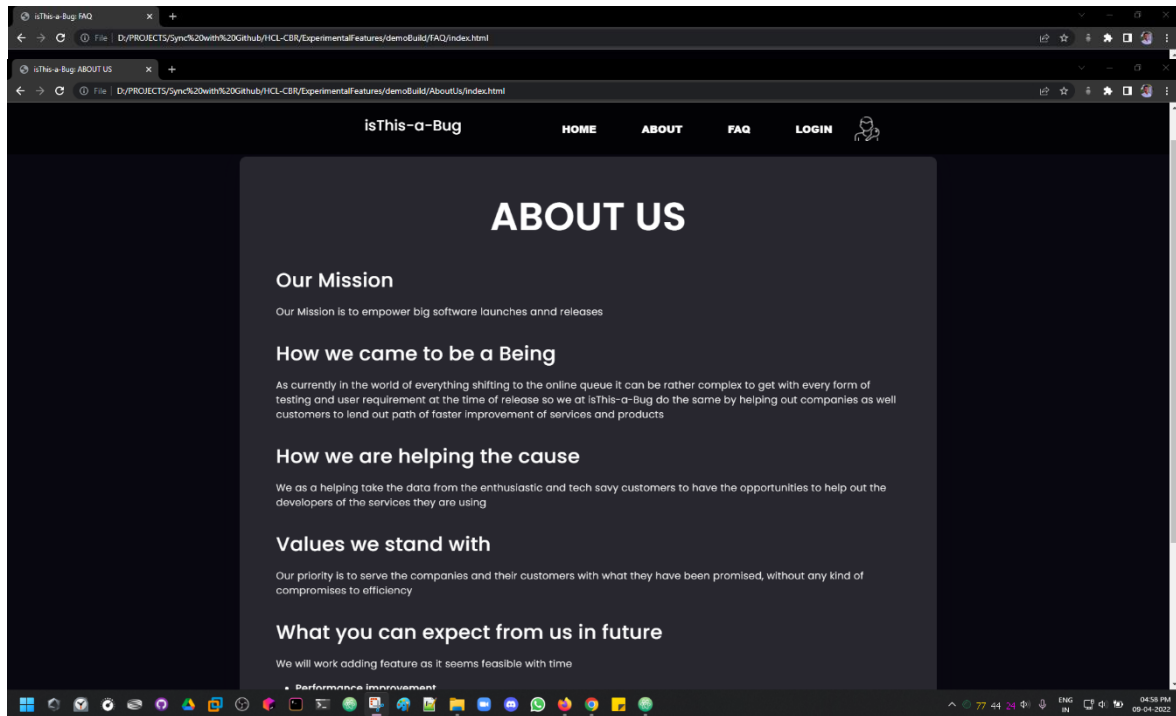 isThis-a-Bug: FAQ
File D:/PROJECTS/Sync%20with%20Github/HCL-CBR/ExperimentalFeatures/demoBuild/FAQ/index.html
isThis-a-Bug: ABOUT US
File D:/PROJECTS/Sync%20with%20Github/HCL-CBR/ExperimentalFeatures/demoBuild/AboutUs/index.html
isThis-a-Bug HOME ABOUT FAQ LOGIN
ABOUT US
Our Mission
Our Mission is to empower big software launches annd releases
How we came to be a Being
As currently in the world of everything shifting to the online queue it can be rather complex to get with every form of
testing and user requirement at the time of release so we at isThis-a-Bug do the same by helping out companies as well
customers to lend out path of faster improvement of services and products
How we are helping the cause
We as a helping take the data from the enthusiastic and tech savy customers to have the opportunities to help out the
developers of the services they are using
Values we stand with
Our priority is to serve the companies and their customers with what they have been promised, without any kind of
compromises to efficiency
What you can expect from us in future
We will work adding feature as it seems feasible with time
• Performance improvement
77 44 24 ENG 04:58 PM
IN 09-04-2022